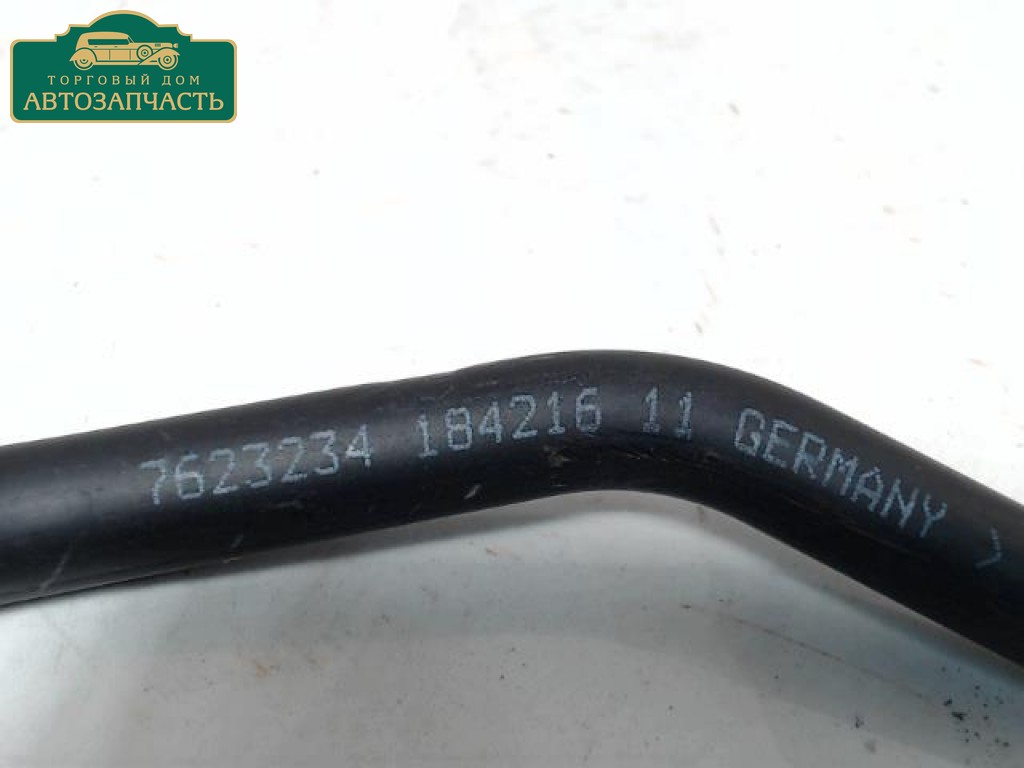 ТОРГОВЫЙ ДОМ
АВТОЗАПЧАСТЬ
7623234 184216 11 GERMANY >